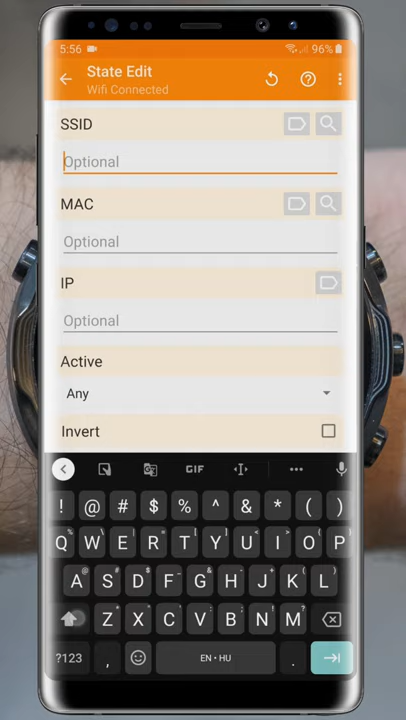 5:56 96%
State Edit
Wifi Connected
SSID
Optional
MAC
Optional
IP
Optional
Active
Any
Invert
GIF
! @ # $ % ^ & * ( )
Q W E R T Y U I O P
A S D F G H J K L
Z X C V B N M
?123 , EN • HU .